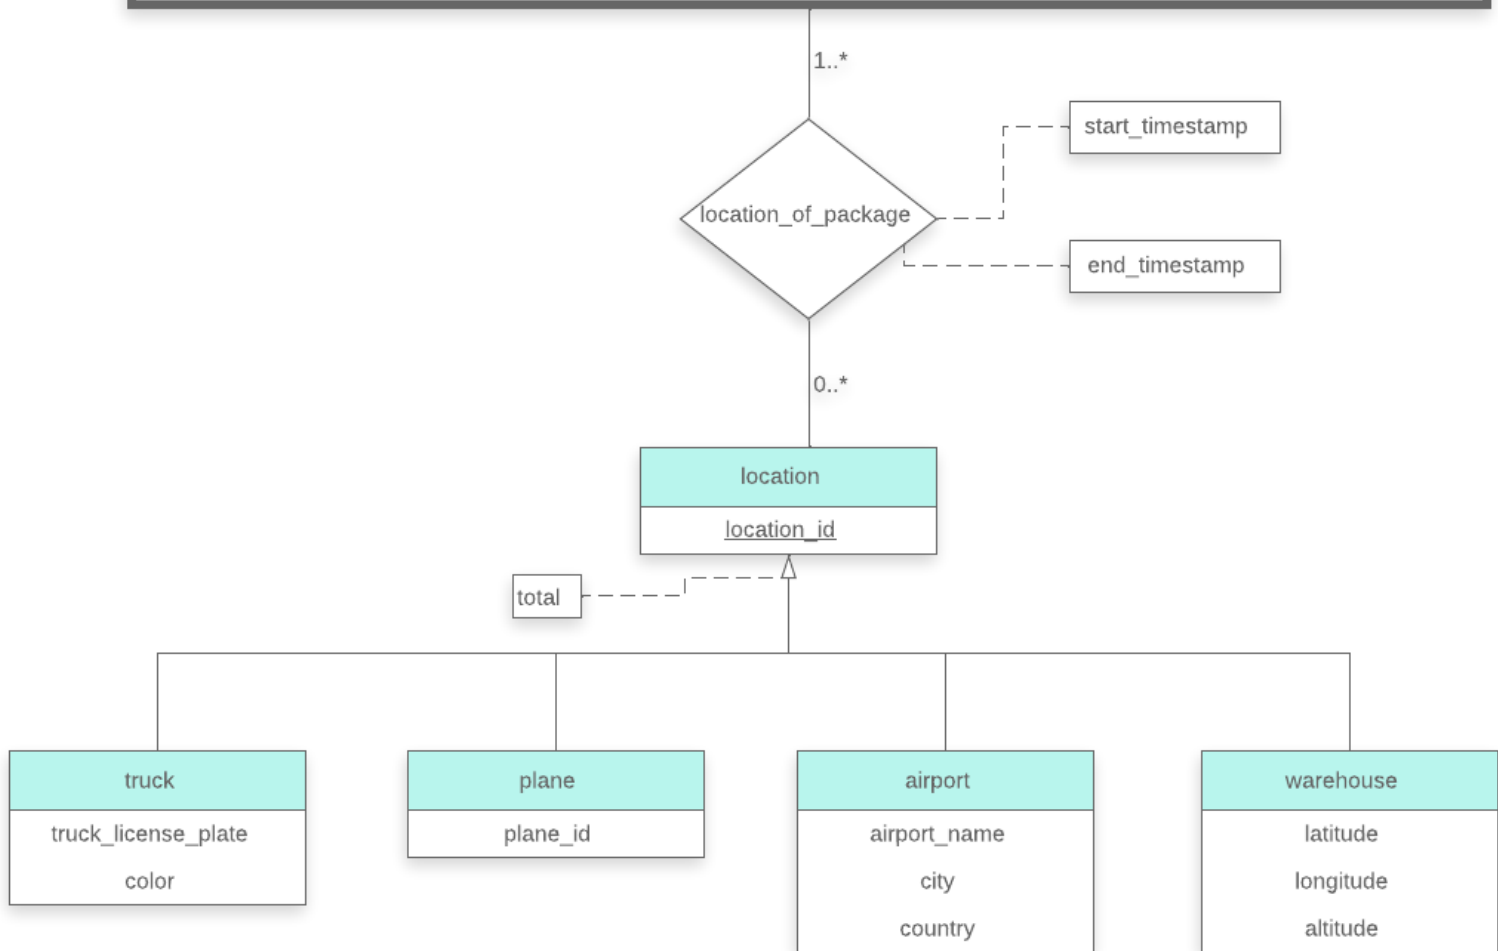 1..*
start_timestamp
location_of_package
end_timestamp
0..*
location
location_id
total
truck
truck_license_plate
color
plane
plane_id
airport
airport_name
city
country
warehouse
latitude
longitude
altitude